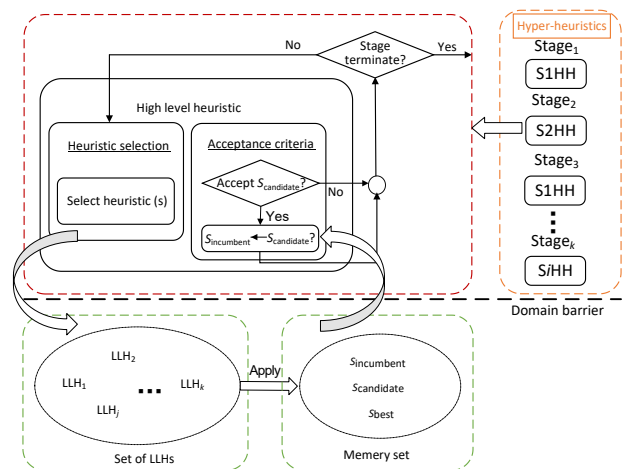 Hyper-heuristics
Stage1
S1HH
Stage2
S2HH
Stage3
S1HH
Stagek
SiHH
No
Stage
terminate?
Yes
High level heuristic
Heuristic selection
Select heuristic (s)
Acceptance criteria
Accept Scandidate?
No
Yes
Sincumbent Scandidate?
Domain barrier
LLH2
LLH1
...
LLHk
LLHj
Set of LLHs
Apply
Sincumbent
Scandidate
Sbest
Memory set